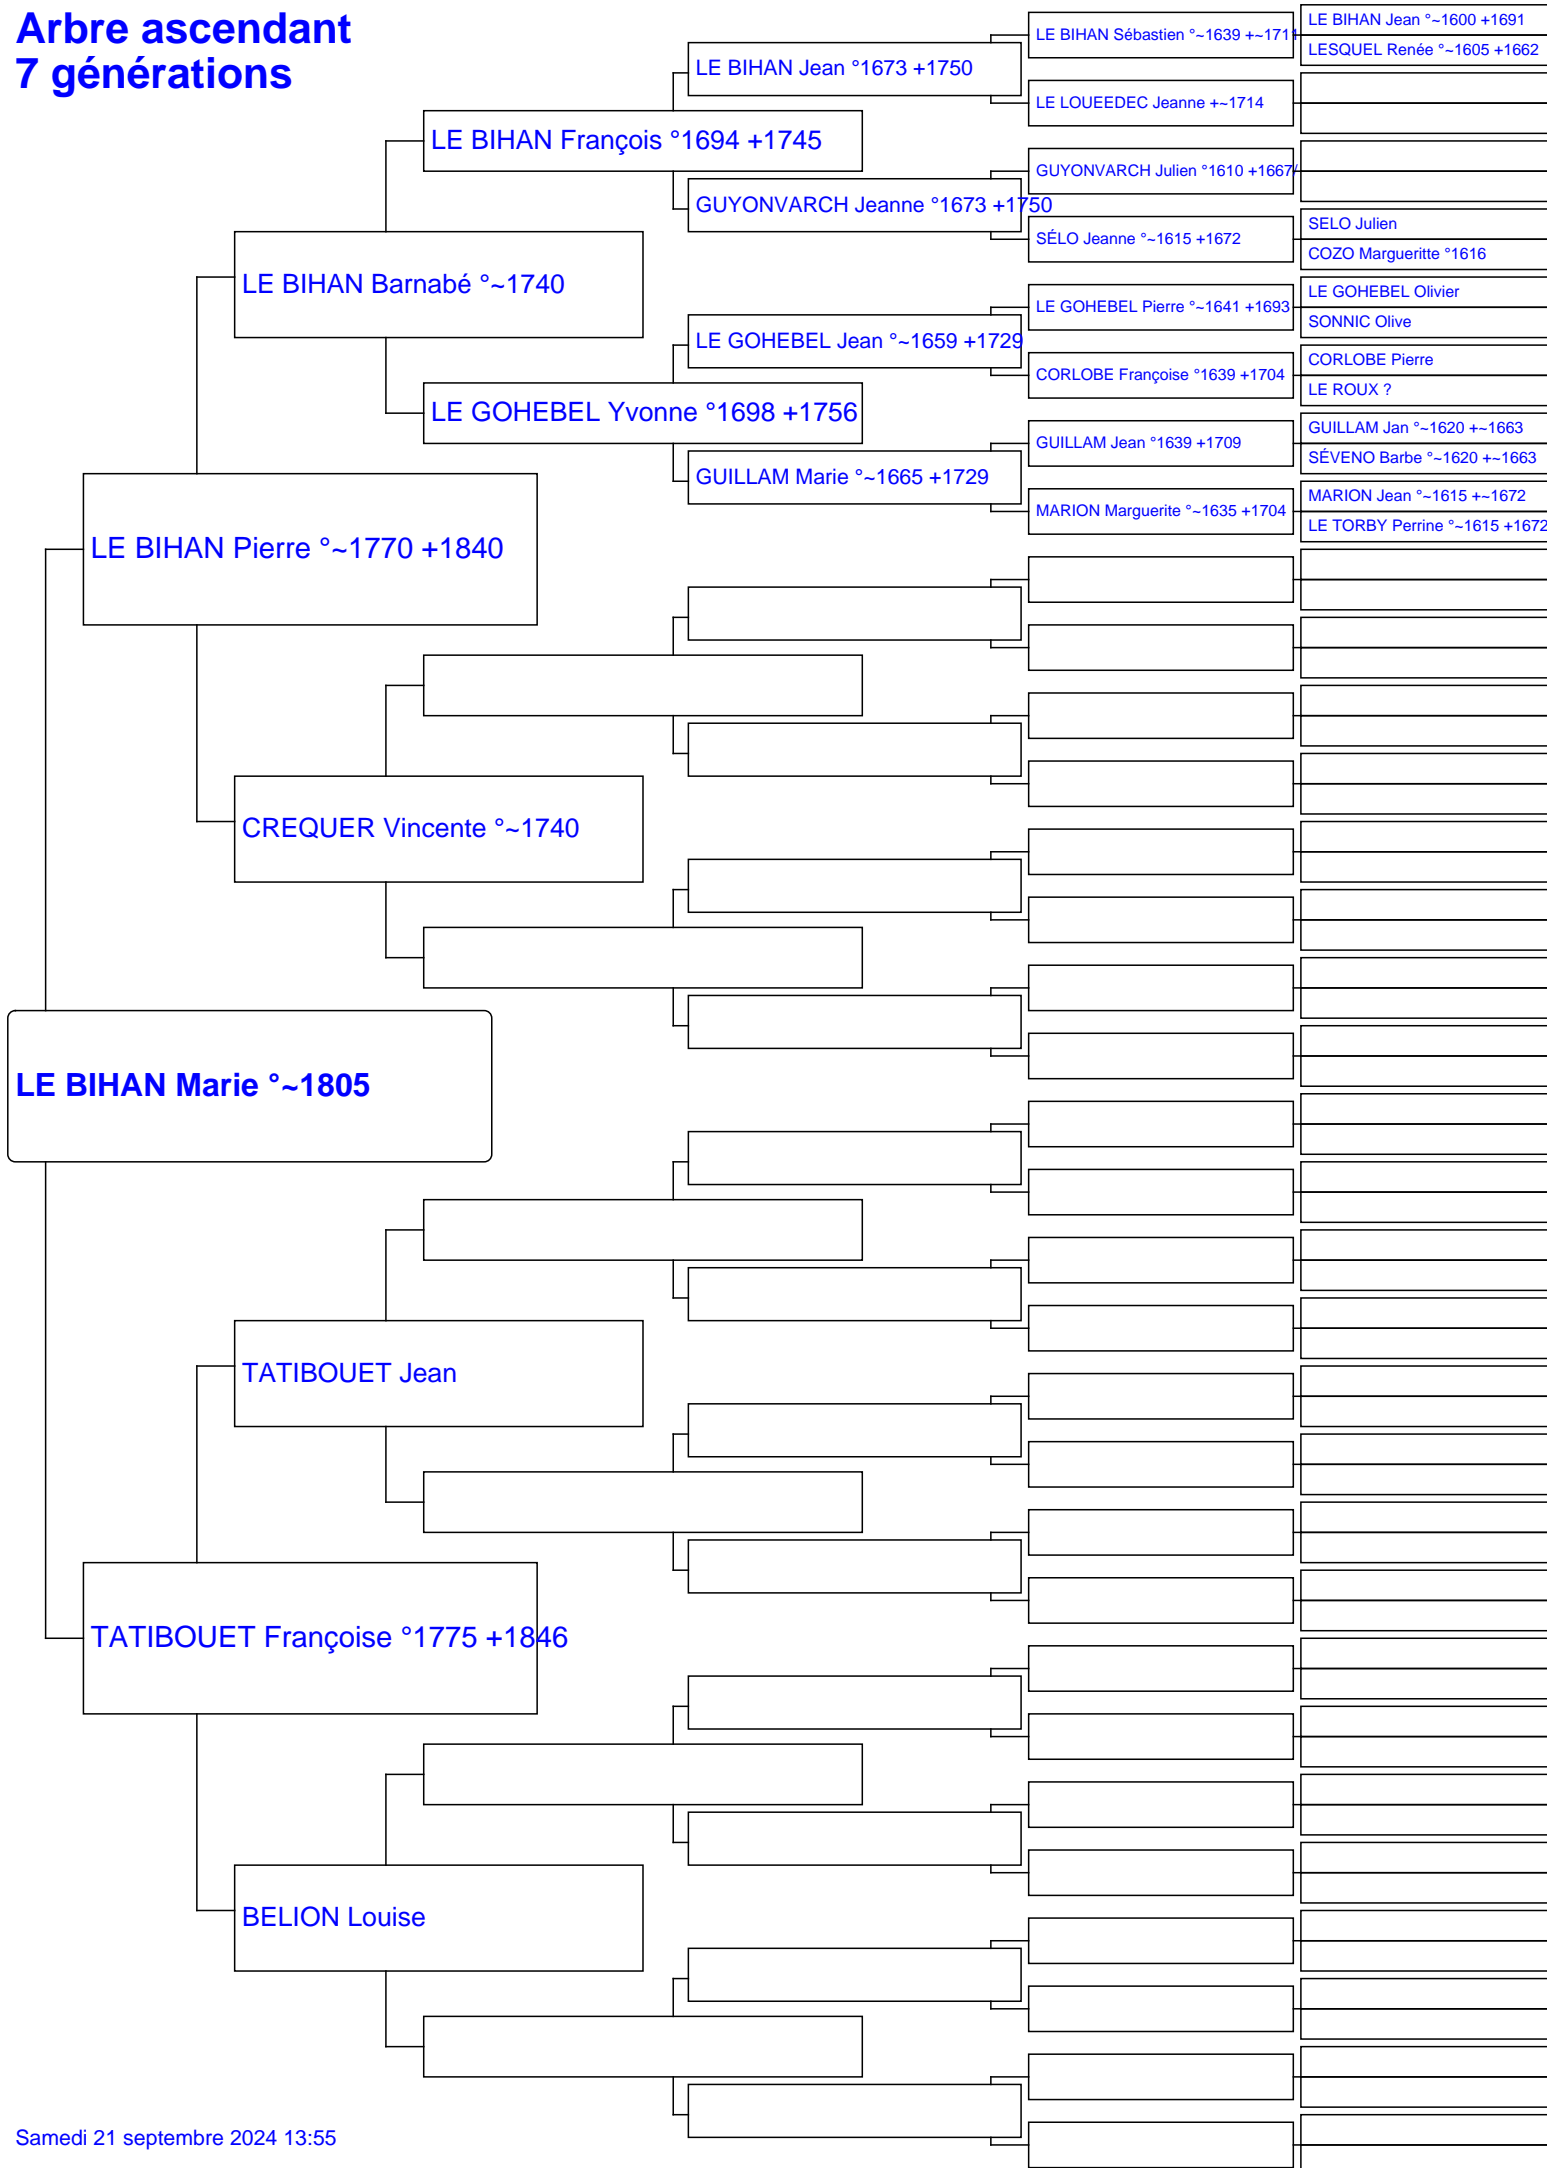 Arbre ascendant
7 générations
LE BIHAN Marie °~1805
LE BIHAN Pierre °~1770 +1840
TATIBOUET Françoise °1775 +1846
LE BIHAN Barnabé °~1740
CREQUER Vincente °~1740
TATIBOUET Jean
BELION Louise
LE BIHAN François °1694 +1745
LE GOHEBEL Yvonne °1698 +1756
LE BIHAN Jean °1673 +1750
GUYONVARCH Jeanne °1673 +1750
LE GOHEBEL Jean °~1659 +1729
GUILLAM Marie °~1665 +1729
LE BIHAN Sébastien °~1639 +~1711
LE LOUEEDEC Jeanne +~1714
GUYONVARCH Julien °1610 +1667/
SÉLO Jeanne °~1615 +1672
LE GOHEBEL Pierre °~1641 +1693
CORLOBE Françoise °1639 +1704
GUILLAM Jean °1639 +1709
MARION Marguerite °~1635 +1704
LE BIHAN Jean °~1600 +1691
LESQUEL Renée °~1605 +1662
SELO Julien
COZO Margueritte °1616
LE GOHEBEL Olivier
SONNIC Olive
CORLOBE Pierre
LE ROUX ?
GUILLAM Jan °~1620 +~1663
SÉVENO Barbe °~1620 +~1663
MARION Jean °~1615 +~1672
LE TORBY Perrine °~1615 +1672
Samedi 21 septembre 2024 13:55